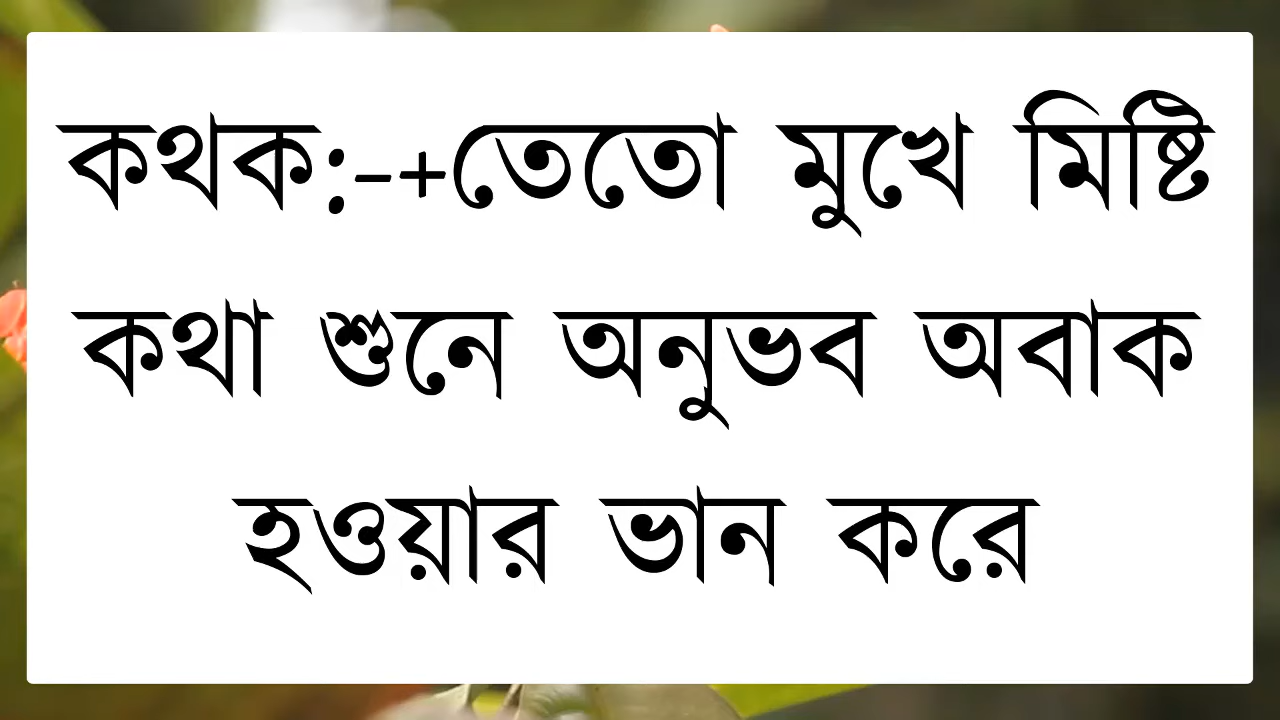 কথক:-+তেতো মুখে মিষ্টি
কথা শুনে অনুভব অবাক
হওয়ার ভান করে